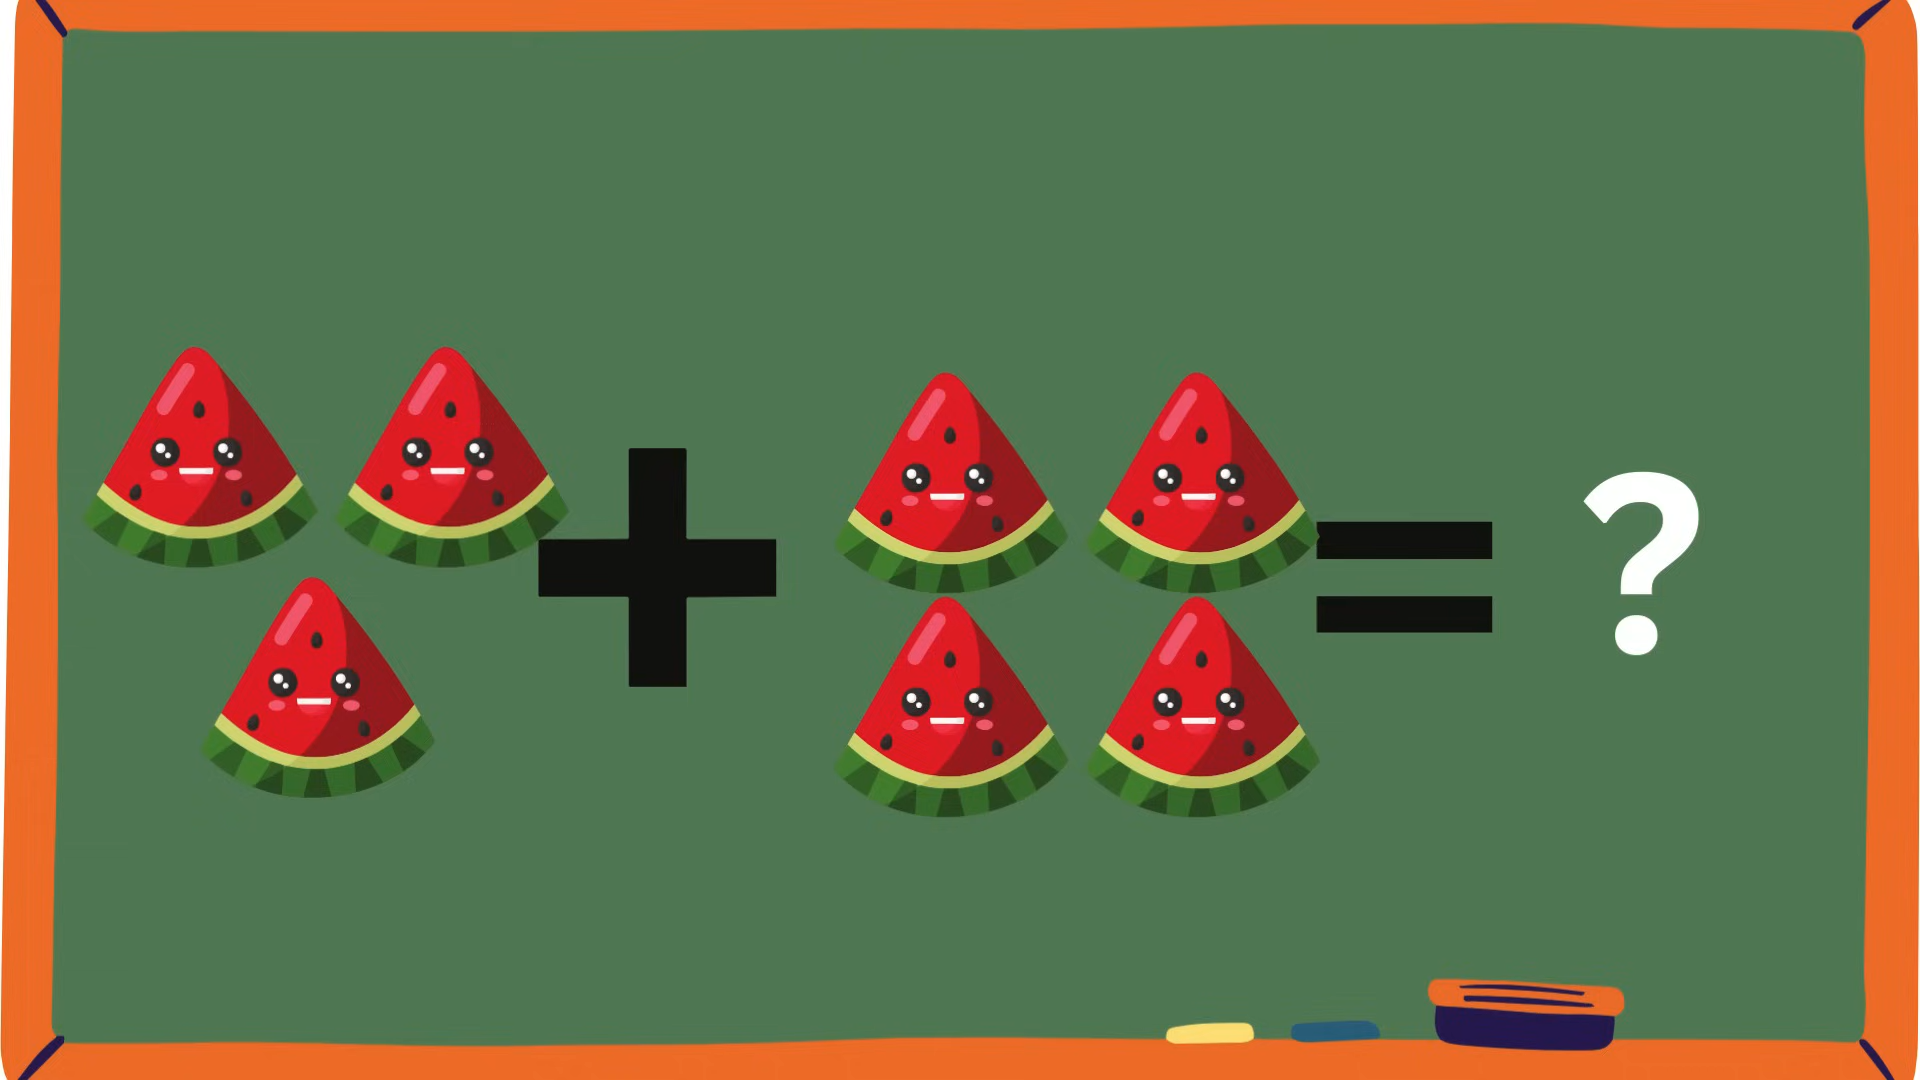 + = ?